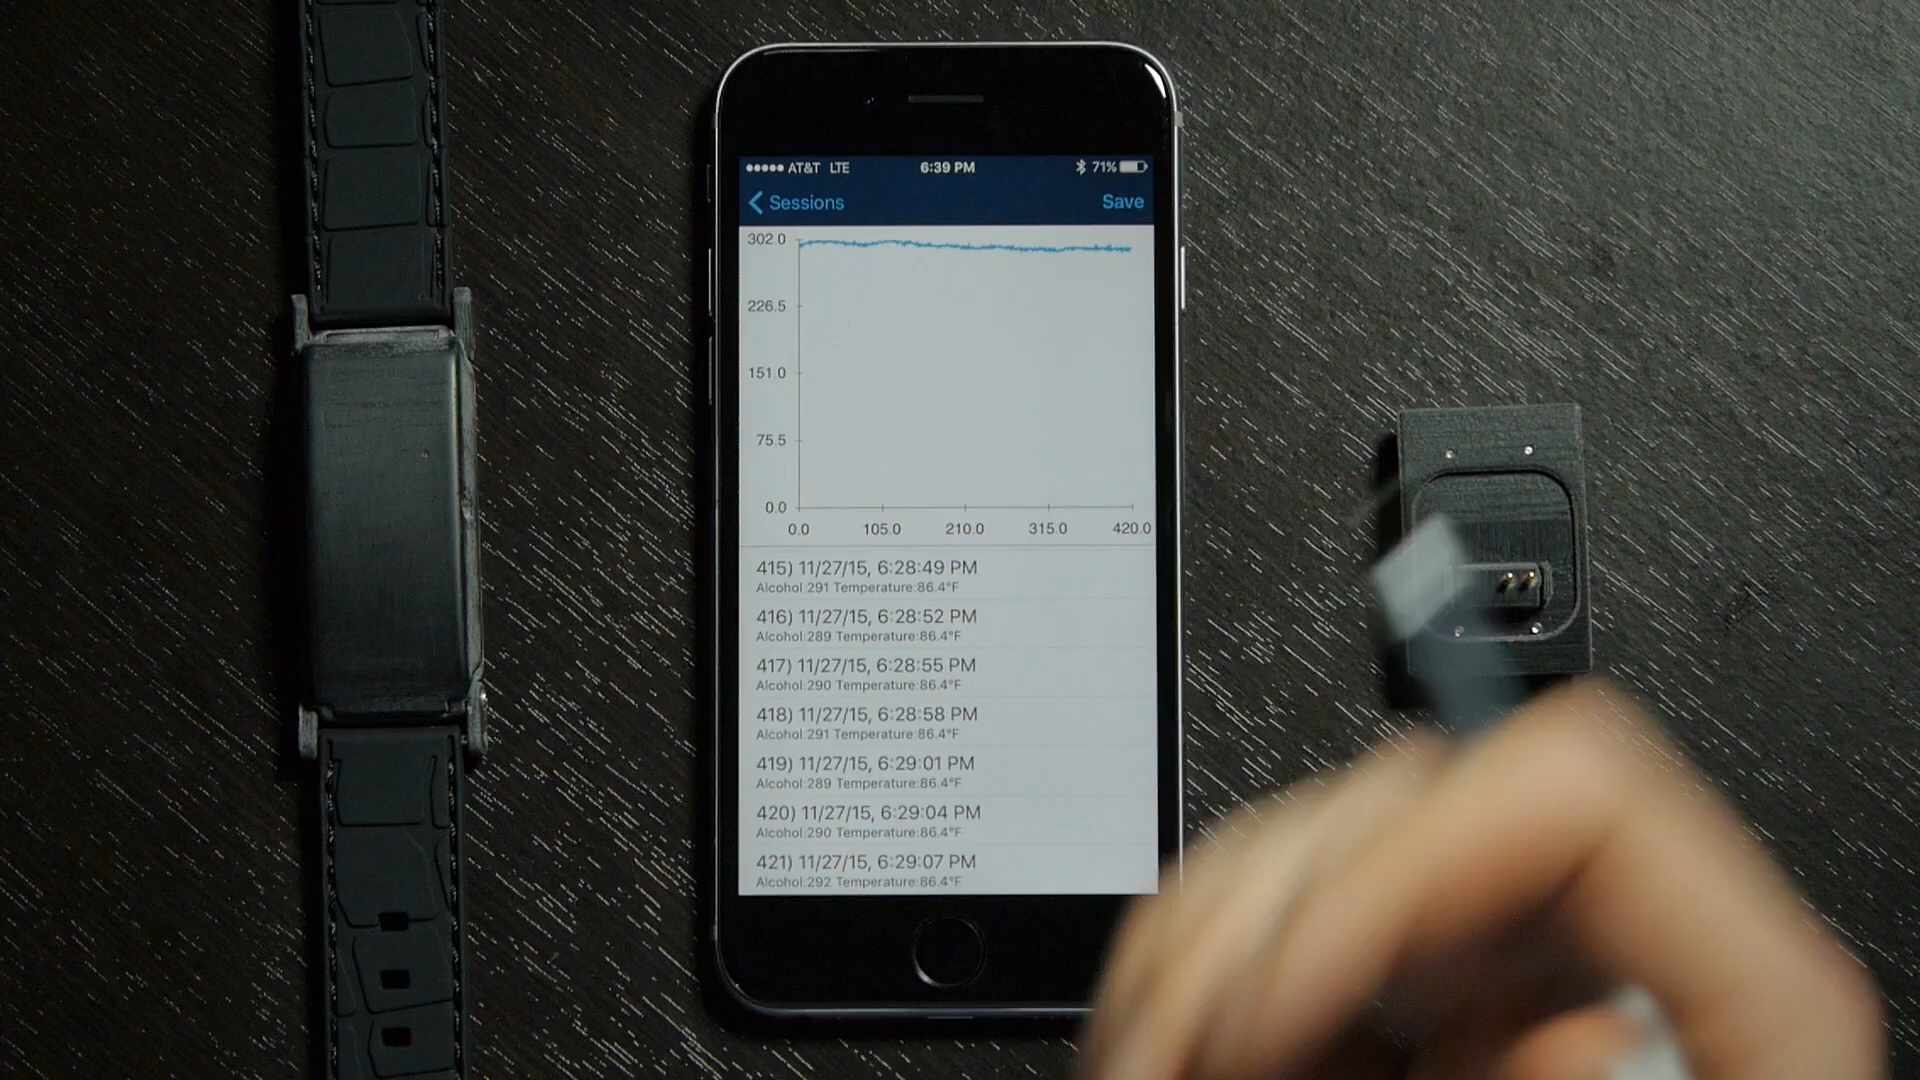 AT&T LTE 6:39 PM 71%
Sessions Save
302.0
226.5
151.0
75.5
0.0
0.0 105.0 210.0 315.0 420.0
415) 11/27/15, 6:28:49 PM
Alcohol:291 Temperature:86.4°F
416) 11/27/15, 6:28:52 PM
Alcohol:289 Temperature:86.4°F
417) 11/27/15, 6:28:55 PM
Alcohol:290 Temperature:86.4°F
418) 11/27/15, 6:28:58 PM
Alcohol:291 Temperature:86.4°F
419) 11/27/15, 6:29:01 PM
Alcohol:289 Temperature:86.4°F
420) 11/27/15, 6:29:04 PM
Alcohol:290 Temperature:86.4°F
421) 11/27/15, 6:29:07 PM
Alcohol:292 Temperature:86.4°F